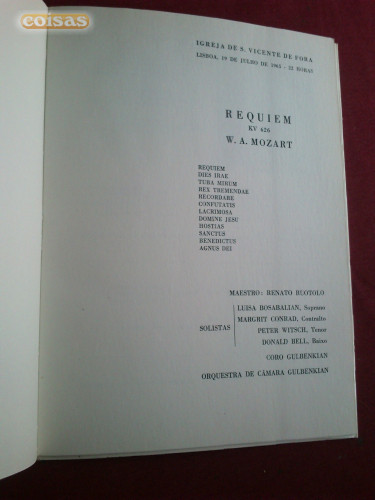 coisas
IGREJA DE S. VICENTE DE FORA
LISBOA, 19 DE JULHO DE 1965 - 22 HORAS
REQUIEM
KV 626
W. A. MOZART
REQUIEM
DIES IRAE
TUBA MIRUM
REX TREMENDAE
RECORDARE
CONFUTATIS
LACRIMOSA
DOMINE JESU
HOSTIAS
SANCTUS
BENEDICTUS
AGNUS DEI
MAESTRO: RENATO RUOTOLO
SOLISTAS
LUISA BOSABALIAN, Soprano
MARGRIT CONRAD, Contralto
PETER WITSCH, Tenor
DONALD BELL, Baixo
CORO GULBENKIAN
ORQUESTRA DE CÂMARA GULBENKIAN